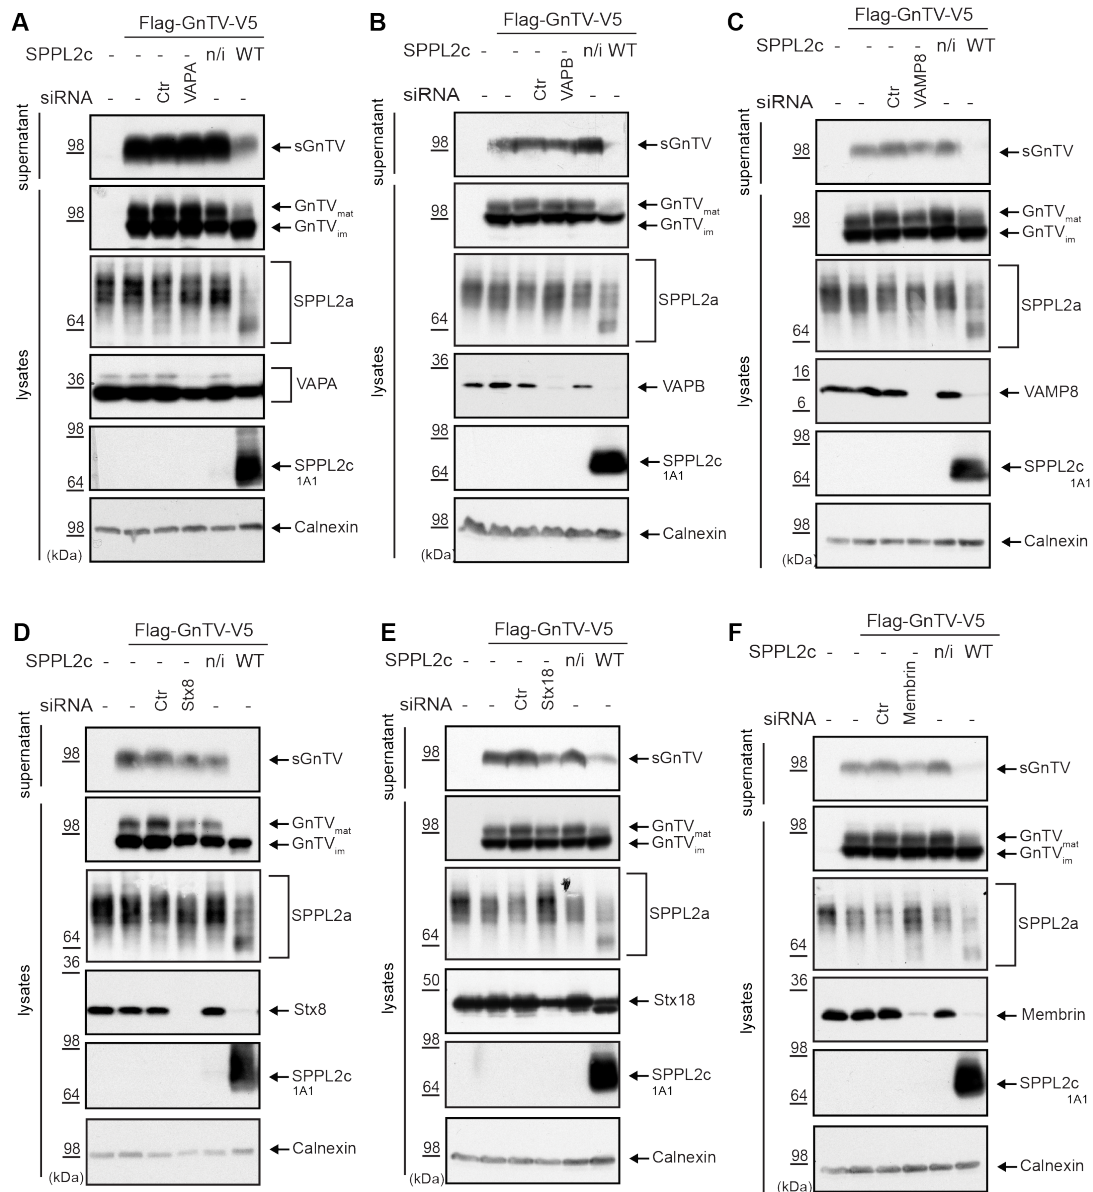 A
Flag-GnTV-V5
SPPL2c - - - - n/i WT
siRNA - - Ctr VAPA - -
supernatant
98
sGnTV
lysates
98
GnTVmat
GnTVim
64
SPPL2a
36
VAPA
98
64
SPPL2c
1A1
98
Calnexin
(kDa)
B
Flag-GnTV-V5
SPPL2c - - - - n/i WT
siRNA - - Ctr VAPB - -
supernatant
98
sGnTV
lysates
98
GnTVmat
GnTVim
64
SPPL2a
36
VAPB
98
64
SPPL2c
1A1
98
Calnexin
(kDa)
C
Flag-GnTV-V5
SPPL2c - - - - n/i WT
siRNA - - Ctr VAMP8 - -
supernatant
98
sGnTV
lysates
98
GnTVmat
GnTVim
64
SPPL2a
16
6
VAMP8
98
64
SPPL2c
1A1
98
Calnexin
(kDa)
D
Flag-GnTV-V5
SPPL2c - - - - n/i WT
siRNA - - Ctr Stx8 - -
supernatant
98
sGnTV
lysates
98
GnTVmat
GnTVim
64
SPPL2a
36
Stx8
98
64
SPPL2c
1A1
98
Calnexin
(kDa)
E
Flag-GnTV-V5
SPPL2c - - - - n/i WT
siRNA - - Ctr Stx18 - -
supernatant
98
sGnTV
lysates
98
GnTVmat
GnTVim
64
SPPL2a
50
Stx18
98
64
SPPL2c
1A1
98
Calnexin
(kDa)
F
Flag-GnTV-V5
SPPL2c - - - - n/i WT
siRNA - - Ctr Membrin - -
supernatant
98
sGnTV
lysates
98
GnTVmat
GnTVim
64
SPPL2a
36
Membrin
98
64
SPPL2c
1A1
98
Calnexin
(kDa)